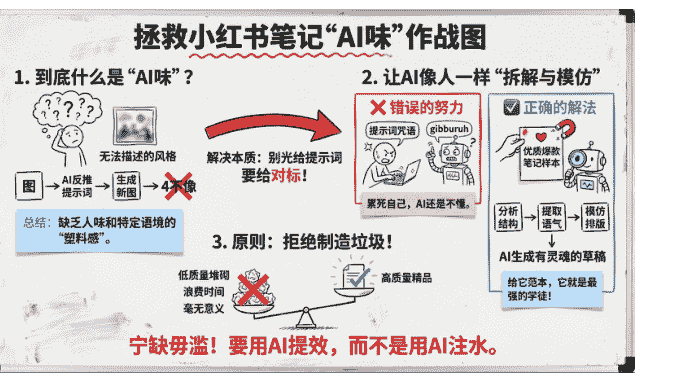 拯救小红书笔记“AI味”作战图
1. 到底什么是“AI味”？
? ? ? ? ? ?
无法描述的风格
图
AI反推
提示词
生成
新图
4不像
总结：缺乏人味和特定语境的
“塑料感”。
解决本质：别光给提示词
要给对标！
2. 让AI像人一样“拆解与模仿”
错误的努力
提示词咒语
gibburuh
?
累死自己，AI还是不懂。
正确的解法
优质爆款
笔记样本
分析
结构
提取
语气
模仿
排版
AI生成有灵魂的草稿
给它范本，它就是最
强的学徒！
3. 原则：拒绝制造垃圾！
低质量堆砌
浪费时间
毫无意义
高质量精品
宁缺毋滥！要用AI提效，而不是用AI注水。